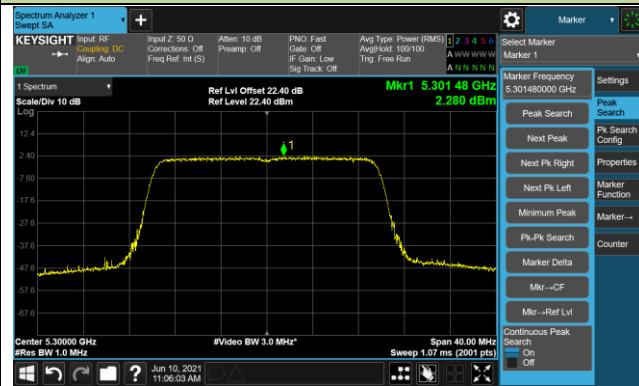 Spectrum Analyzer 1
Swept SA
+
Marker
KEYSIGHT
Input: RF
Coupling: DC
Align: Auto
Input Z: 50 Ω
Corrections: Off
Freq Ref: Int (S)
Atten: 10 dB
Preamp: Off
PNO: Fast
Gate: Off
IF Gain: Low
Sig Track: Off
Avg Type: Power (RMS)
Avg|Hold: 100/100
Trig: Free Run
1 2 3 4 5 6
A W W W W W
A N N N N N
Select Marker
Marker 1
1 Spectrum
Scale/Div 10 dB
Log
Ref Lvl Offset 22.40 dB
Ref Level 22.40 dBm
Mkr1 5.301 48 GHz
2.280 dBm
12.4
2.40
-7.60
-17.6
-27.6
-37.6
-47.6
-57.6
-67.6
1
Center 5.30000 GHz
#Res BW 1.0 MHz
#Video BW 3.0 MHz*
Span 40.00 MHz
Sweep 1.07 ms (2001 pts)
Marker Frequency
5.301480000 GHz
Peak Search
Next Peak
Next Pk Right
Next Pk Left
Minimum Peak
Pk-Pk Search
Marker Delta
Mkr→CF
Mkr→Ref Lvl
Continuous Peak
Search
On
Off
Settings
Peak
Search
Pk Search
Config
Properties
Marker
Function
Marker→
Counter
?
Jun 10, 2021
11:06:03 AM